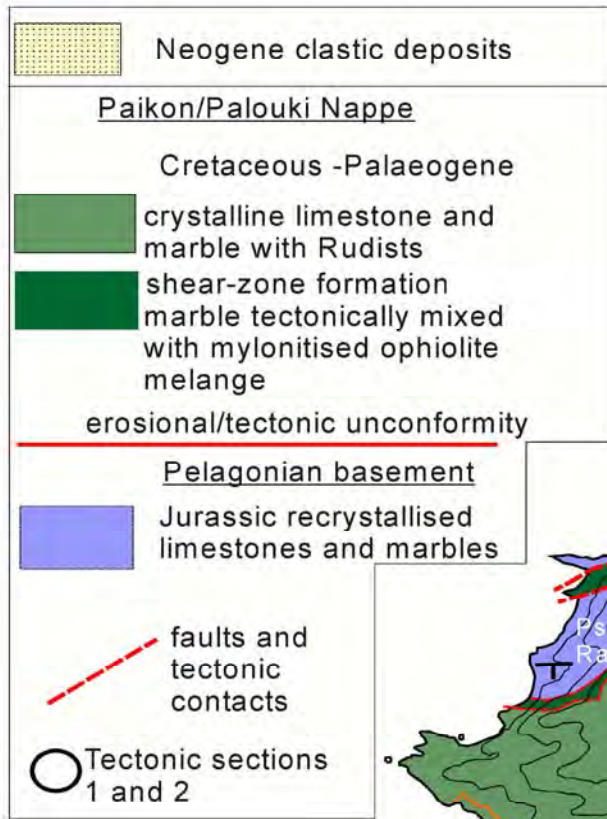 Neogene clastic deposits
Paikon/Palouki Nappe
Cretaceous -Palaeogene
crystalline limestone and
marble with Rudists
shear-zone formation
marble tectonically mixed
with mylonitised ophiolite
melange
erosional/tectonic unconformity
Pelagonian basement
Jurassic recrystallised
limestones and marbles
faults and
tectonic
contacts
Tectonic sections
1 and 2
Ps
Ra